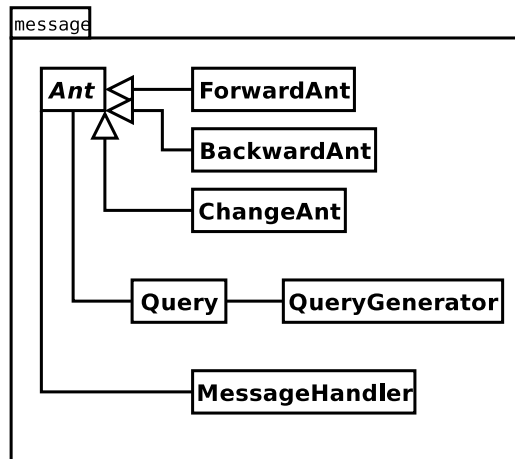 message
Ant
ForwardAnt
BackwardAnt
ChangeAnt
Query
QueryGenerator
MessageHandler